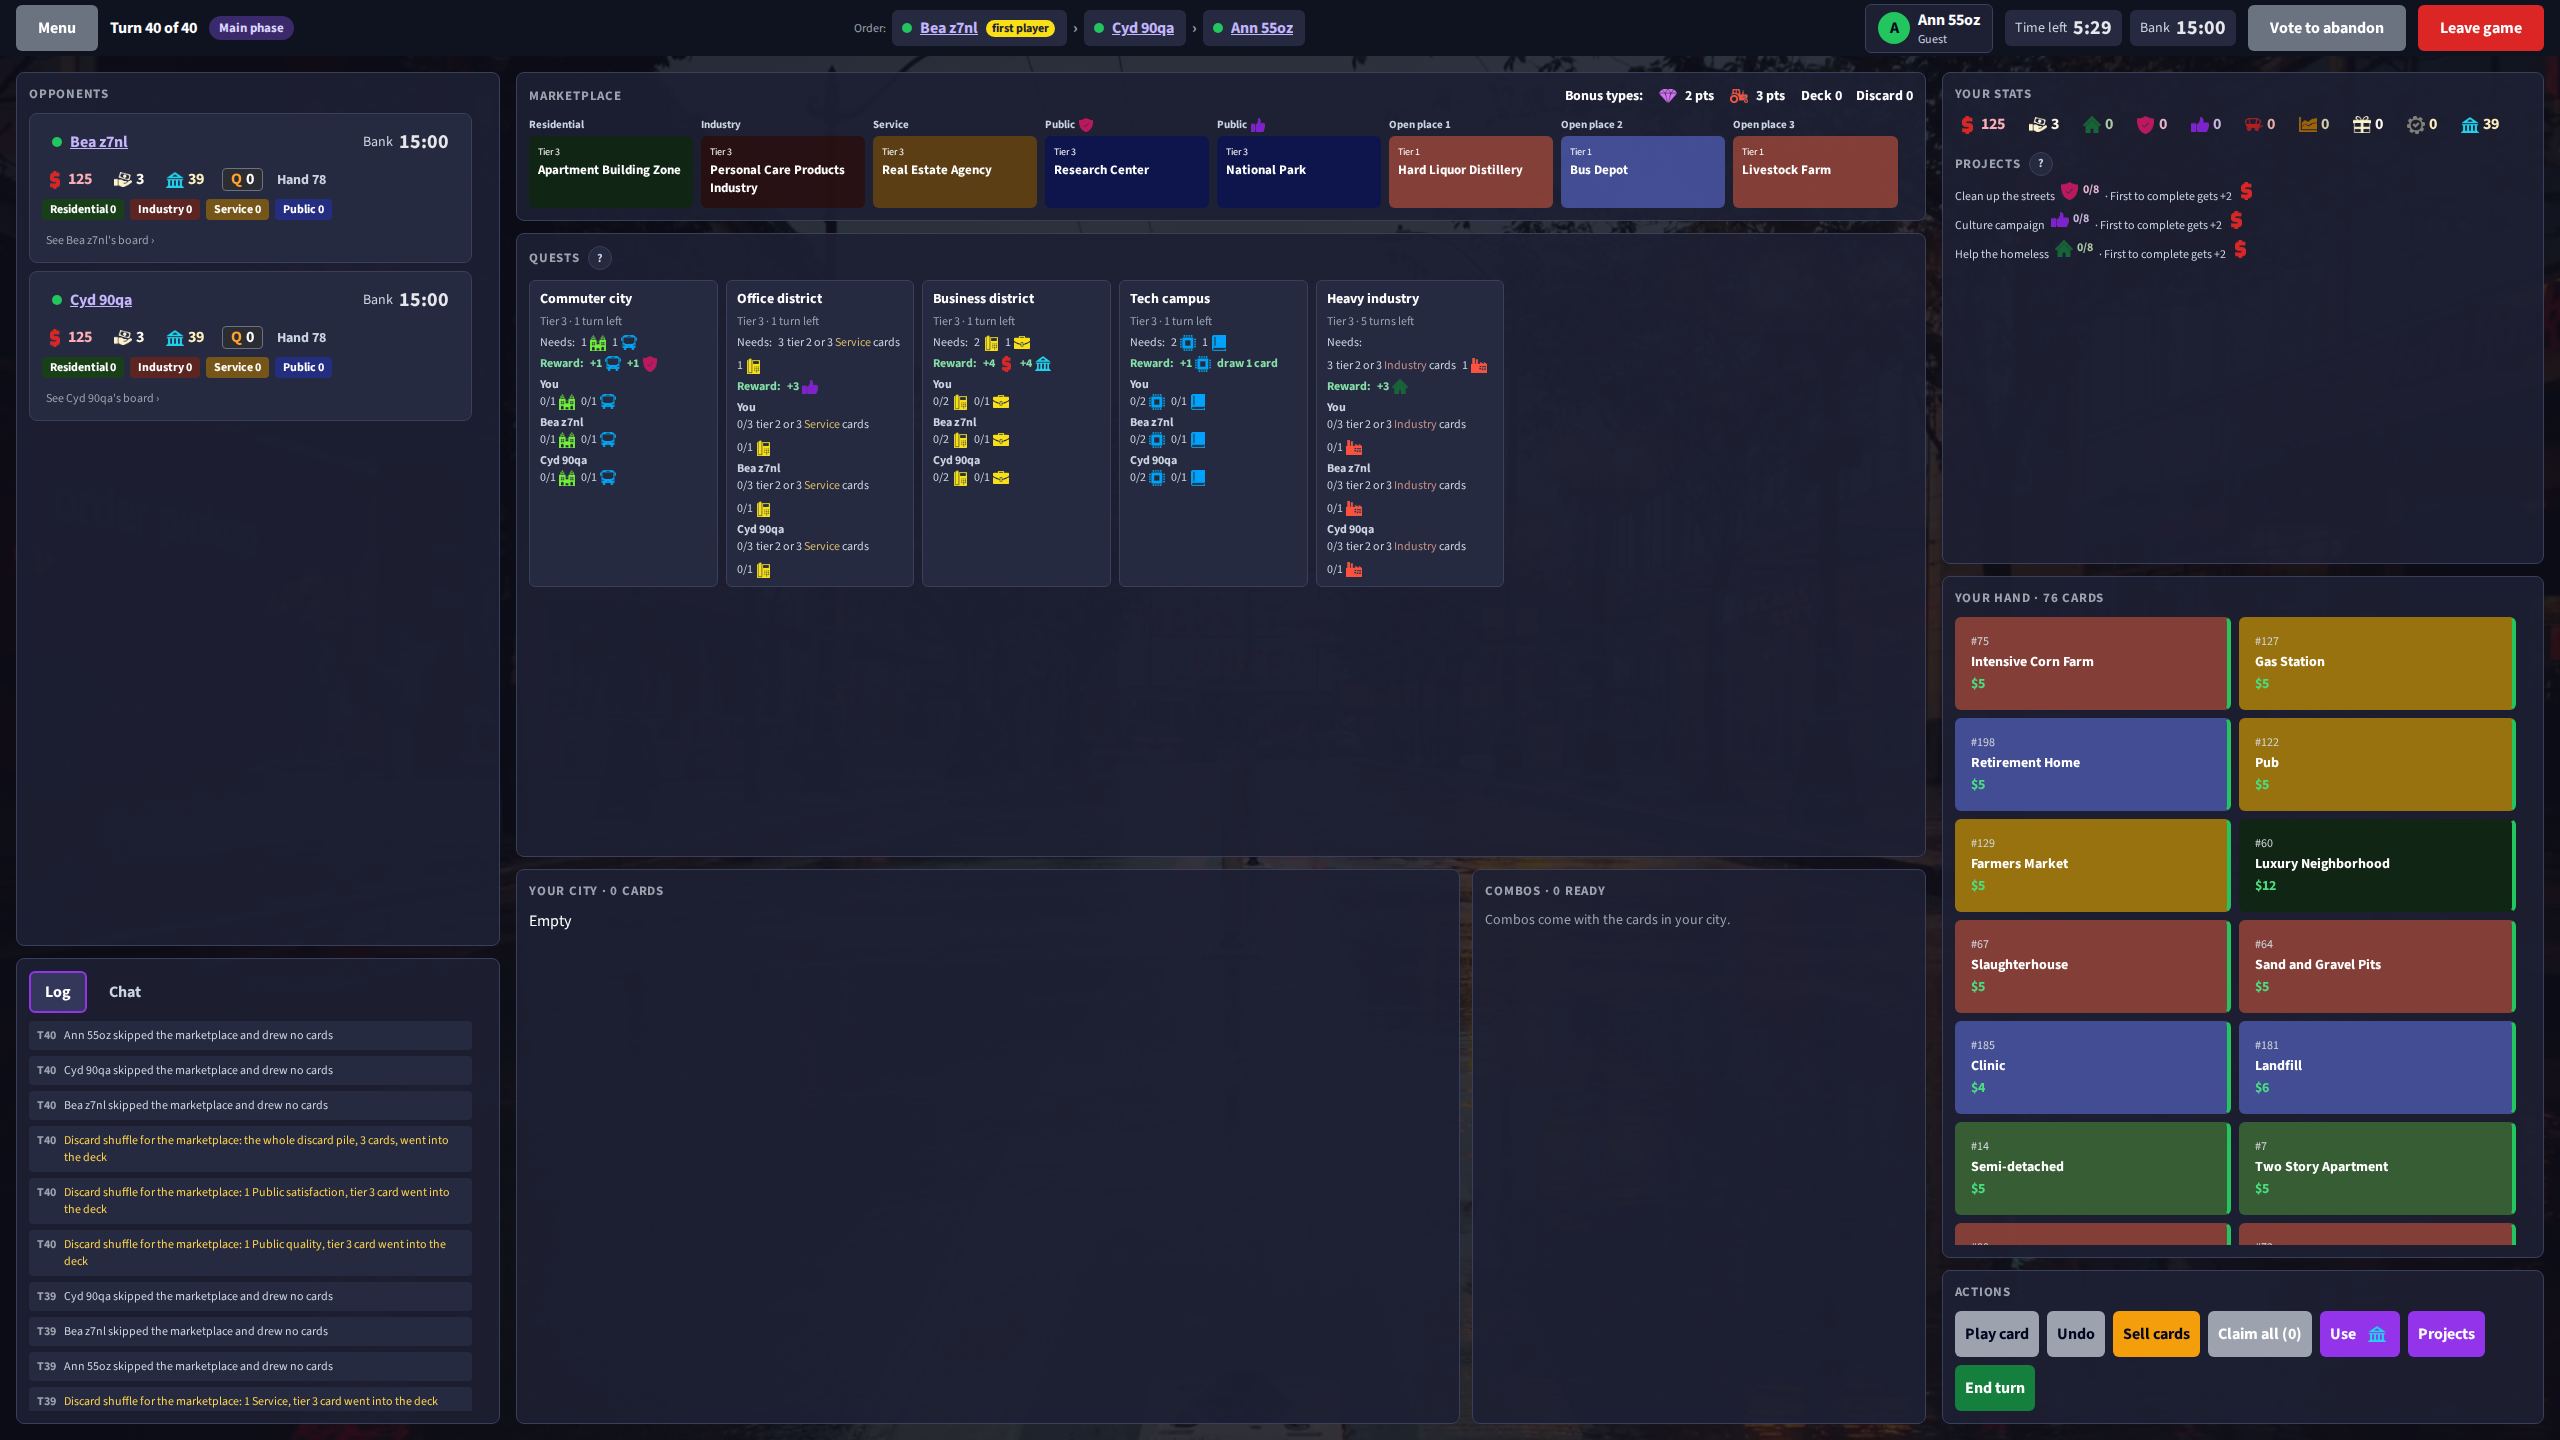 Menu
Turn 40 of 40
Main phase
Order:
Bea z7nl first player › Cyd 90qa › Ann 55oz
A
Ann 55oz
Guest
Time left 5:29
Bank 15:00
Vote to abandon
Leave game
OPPONENTS
Bea z7nl
Bank 15:00
125 3 39 Q 0 Hand 78
Residential 0 Industry 0 Service 0 Public 0
See Bea z7nl's board ›
Cyd 90qa
Bank 15:00
125 3 39 Q 0 Hand 78
Residential 0 Industry 0 Service 0 Public 0
See Cyd 90qa's board ›
Log
Chat
T40 Ann 55oz skipped the marketplace and drew no cards
T40 Cyd 90qa skipped the marketplace and drew no cards
T40 Bea z7nl skipped the marketplace and drew no cards
T40 Discard shuffle for the marketplace: the whole discard pile, 3 cards, went into
the deck
T40 Discard shuffle for the marketplace: 1 Public satisfaction, tier 3 card went into
the deck
T40 Discard shuffle for the marketplace: 1 Public quality, tier 3 card went into the
deck
T39 Cyd 90qa skipped the marketplace and drew no cards
T39 Bea z7nl skipped the marketplace and drew no cards
T39 Ann 55oz skipped the marketplace and drew no cards
T39 Discard shuffle for the marketplace: 1 Service, tier 3 card went into the deck
MARKETPLACE
Bonus types: 2 pts 3 pts Deck 0 Discard 0
Residential
Tier 3
Apartment Building Zone
Industry
Tier 3
Personal Care Products
Industry
Service
Tier 3
Real Estate Agency
Public
Tier 3
Research Center
Public
Tier 3
National Park
Open place 1
Tier 1
Hard Liquor Distillery
Open place 2
Tier 1
Bus Depot
Open place 3
Tier 1
Livestock Farm
QUESTS ?
Commuter city
Tier 3 · 1 turn left
Needs: 1 1
Reward: +1 +1
You
0/1 0/1
Bea z7nl
0/1 0/1
Cyd 90qa
0/1 0/1
Office district
Tier 3 · 1 turn left
Needs: 3 tier 2 or 3 Service cards
1
Reward: +3
You
0/3 tier 2 or 3 Service cards
0/1
Bea z7nl
0/3 tier 2 or 3 Service cards
0/1
Cyd 90qa
0/3 tier 2 or 3 Service cards
0/1
Business district
Tier 3 · 1 turn left
Needs: 2 1
Reward: +4 +4
You
0/2 0/1
Bea z7nl
0/2 0/1
Cyd 90qa
0/2 0/1
Tech campus
Tier 3 · 1 turn left
Needs: 2 1
Reward: +1 draw 1 card
You
0/2 0/1
Bea z7nl
0/2 0/1
Cyd 90qa
0/2 0/1
Heavy industry
Tier 3 · 5 turns left
Needs:
3 tier 2 or 3 Industry cards 1
Reward: +3
You
0/3 tier 2 or 3 Industry cards
0/1
Bea z7nl
0/3 tier 2 or 3 Industry cards
0/1
Cyd 90qa
0/3 tier 2 or 3 Industry cards
0/1
YOUR CITY · 0 CARDS
Empty
COMBOS · 0 READY
Combos come with the cards in your city.
YOUR STATS
125 3 0 0 0 0 0 0 0 39
PROJECTS ?
Clean up the streets 0/8 · First to complete gets +2
Culture campaign 0/8 · First to complete gets +2
Help the homeless 0/8 · First to complete gets +2
YOUR HAND · 76 CARDS
#75
Intensive Corn Farm
$5
#127
Gas Station
$5
#198
Retirement Home
$5
#122
Pub
$5
#129
Farmers Market
$5
#60
Luxury Neighborhood
$12
#67
Slaughterhouse
$5
#64
Sand and Gravel Pits
$5
#185
Clinic
$4
#181
Landfill
$6
#14
Semi-detached
$5
#7
Two Story Apartment
$5
ACTIONS
Play card
Undo
Sell cards
Claim all (0)
Use
Projects
End turn